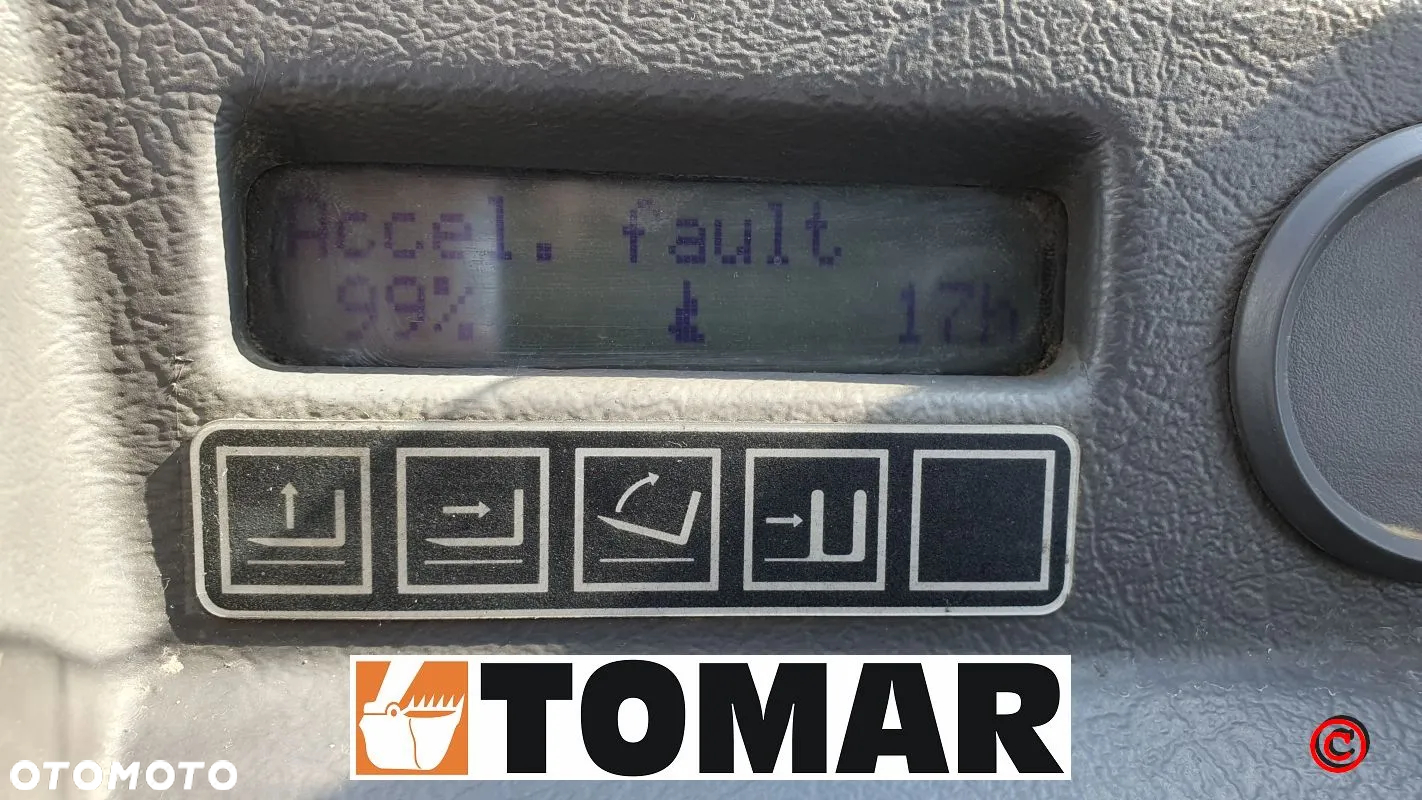 Accel. fault
99% 17h
TOMAR
OTOMOTO
©